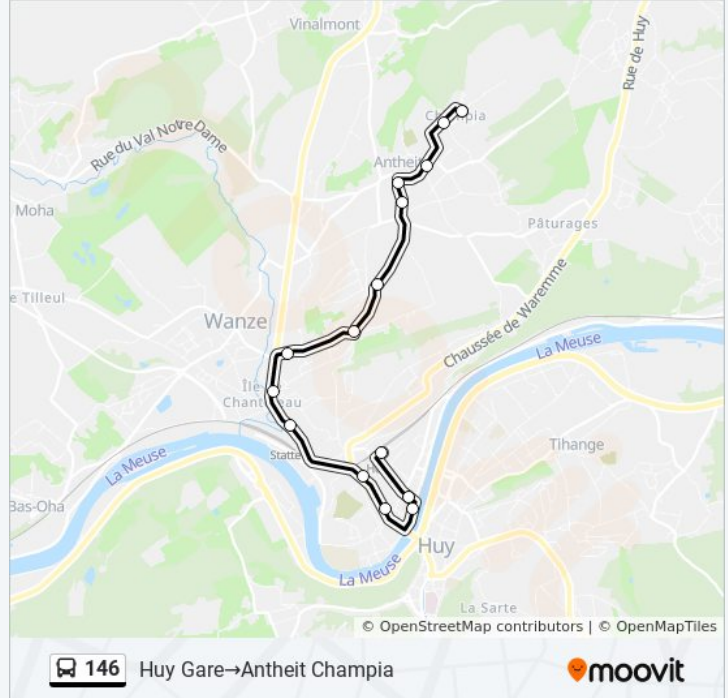 Vinalmont
Rue de Huy
Champia
Rue du Val Notre Dame
Antheit
Moha
Pâturages
e Tilleul
Chaussée de Waremme
Wanze
La Meuse
Île
Chant eau
Tihange
Statte
La Meuse
H
Bas-Oha
Huy
La Meuse
La Sarte
© OpenStreetMap contributors | © OpenMapTiles
146 Huy Gare→Antheit Champia
moovit